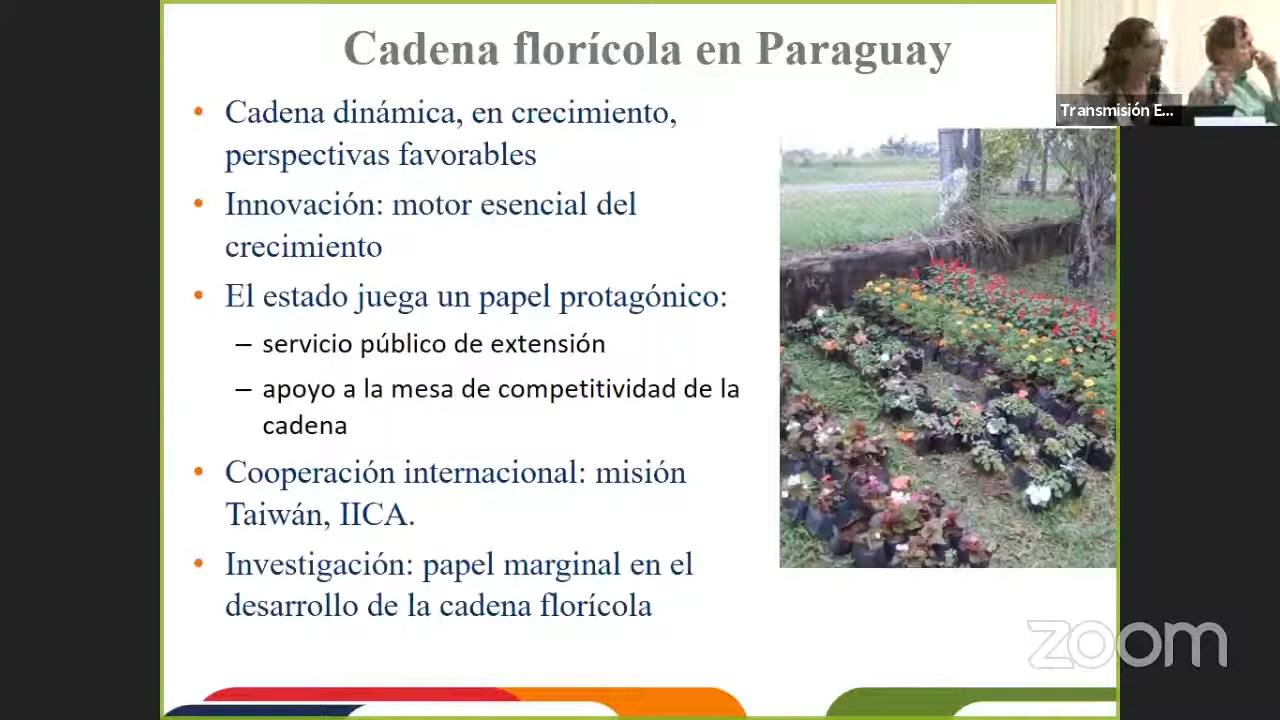 Cadena florícola en Paraguay
Transmisión E...
• Cadena dinámica, en crecimiento,
perspectivas favorables
• Innovación: motor esencial del
crecimiento
• El estado juega un papel protagónico:
– servicio público de extensión
– apoyo a la mesa de competitividad de la
cadena
• Cooperación internacional: misión
Taiwán, IICA.
• Investigación: papel marginal en el
desarrollo de la cadena florícola
zoom